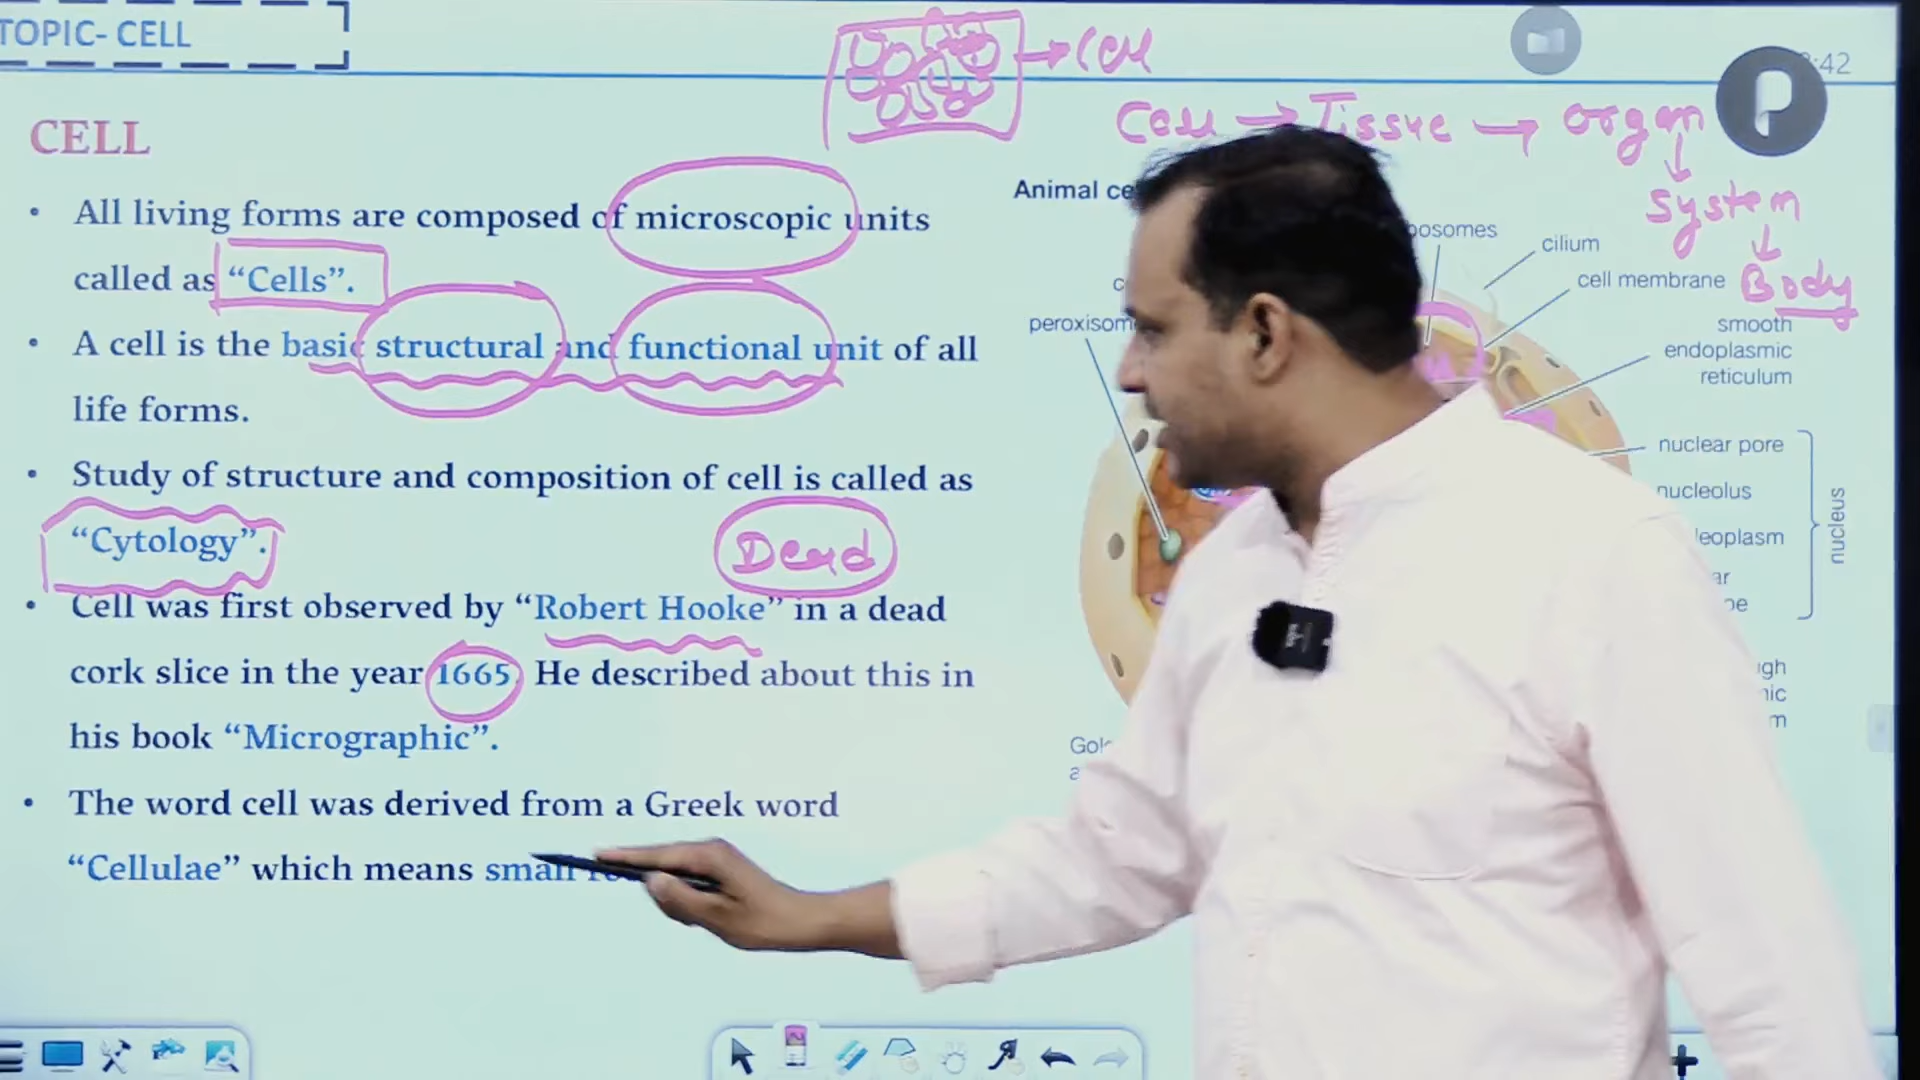 TOPIC- CELL
→ Cell
:42
P
CELL
Cell → Tissue → organ
↓
System
↓
Body
• All living forms are composed of microscopic units
called as “Cells”.
• A cell is the basic structural and functional unit of all
life forms.
• Study of structure and composition of cell is called as
“Cytology”.
Dead
• Cell was first observed by “Robert Hooke” in a dead
cork slice in the year 1665. He described about this in
his book “Micrographic”.
• The word cell was derived from a Greek word
“Cellulae” which means small
Animal
cilium
cell membrane
smooth
endoplasmic
reticulum
nuclear pore
nucleolus
nucleus